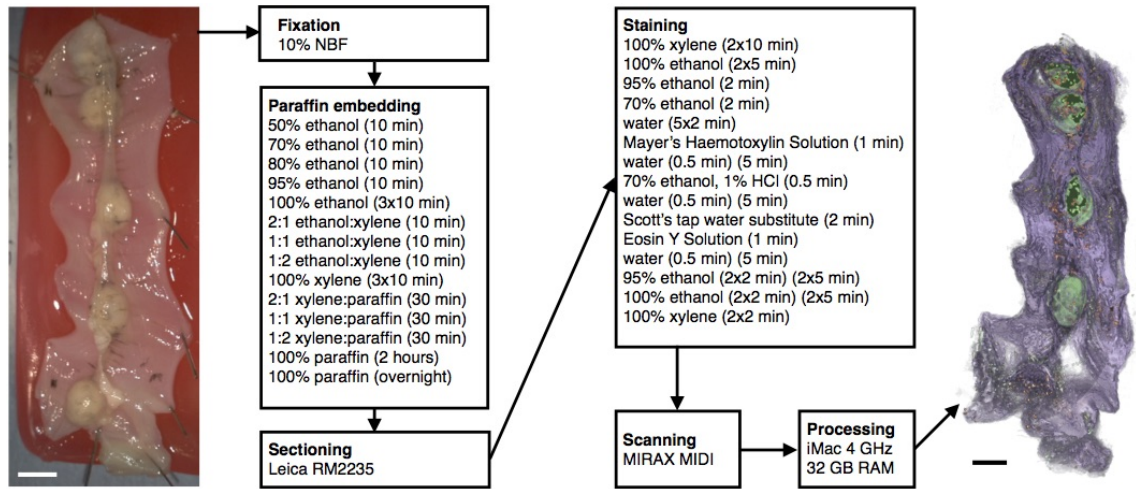 Fixation
10% NBF
Paraffin embedding
50% ethanol (10 min)
70% ethanol (10 min)
80% ethanol (10 min)
95% ethanol (10 min)
100% ethanol (3x10 min)
2:1 ethanol:xylene (10 min)
1:1 ethanol:xylene (10 min)
1:2 ethanol:xylene (10 min)
100% xylene (3x10 min)
2:1 xylene:paraffin (30 min)
1:1 xylene:paraffin (30 min)
1:2 xylene:paraffin (30 min)
100% paraffin (2 hours)
100% paraffin (overnight)
Sectioning
Leica RM2235
Staining
100% xylene (2x10 min)
100% ethanol (2x5 min)
95% ethanol (2 min)
70% ethanol (2 min)
water (5x2 min)
Mayer's Haemotoxylin Solution (1 min)
water (0.5 min) (5 min)
70% ethanol, 1% HCl (0.5 min)
water (0.5 min) (5 min)
Scott's tap water substitute (2 min)
Eosin Y Solution (1 min)
water (0.5 min) (5 min)
95% ethanol (2x2 min) (2x5 min)
100% ethanol (2x2 min) (2x5 min)
100% xylene (2x2 min)
Scanning
MIRAX MIDI
Processing
iMac 4 GHz
32 GB RAM